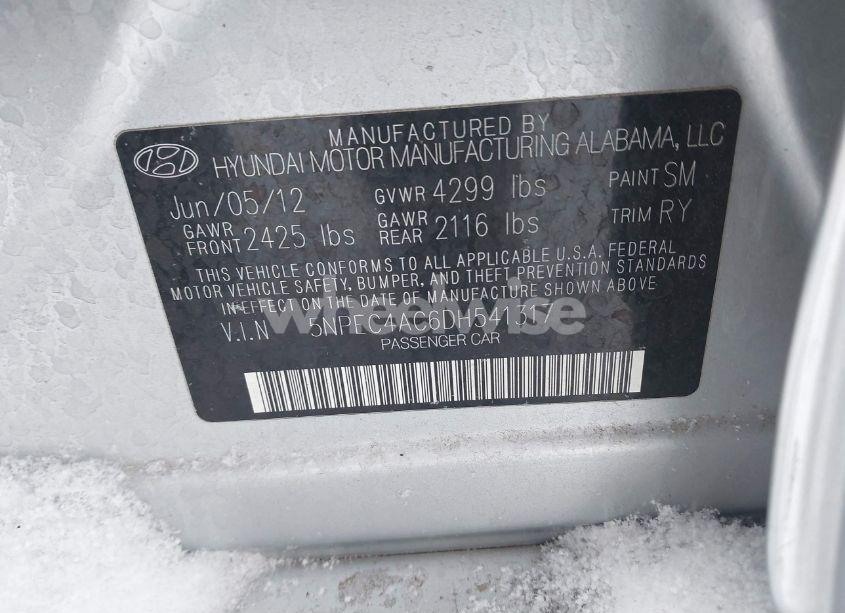 MANUFACTURED BY
HYUNDAI MOTOR MANUFACTURING ALABAMA, LLC
Jun/05/12 GVWR 4299 lbs PAINT SM
GAWR FRONT 2425 lbs GAWR REAR 2116 lbs TRIM RY
THIS VEHICLE CONFORMS TO ALL APPLICABLE U.S.A. FEDERAL
MOTOR VEHICLE SAFETY, BUMPER, AND THEFT PREVENTION STANDARDS
IN EFFECT ON THE DATE OF MANUFACTURE SHOWN ABOVE
V.I.N
PASSENGER CAR
wheelwise